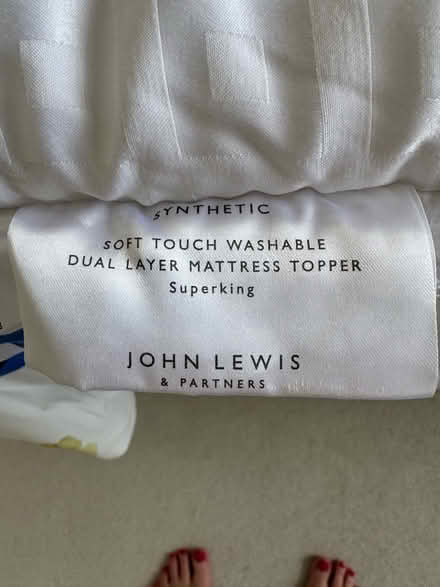 SYNTHETIC
SOFT TOUCH WASHABLE
DUAL LAYER MATTRESS TOPPER
Superking
JOHN LEWIS
& PARTNERS